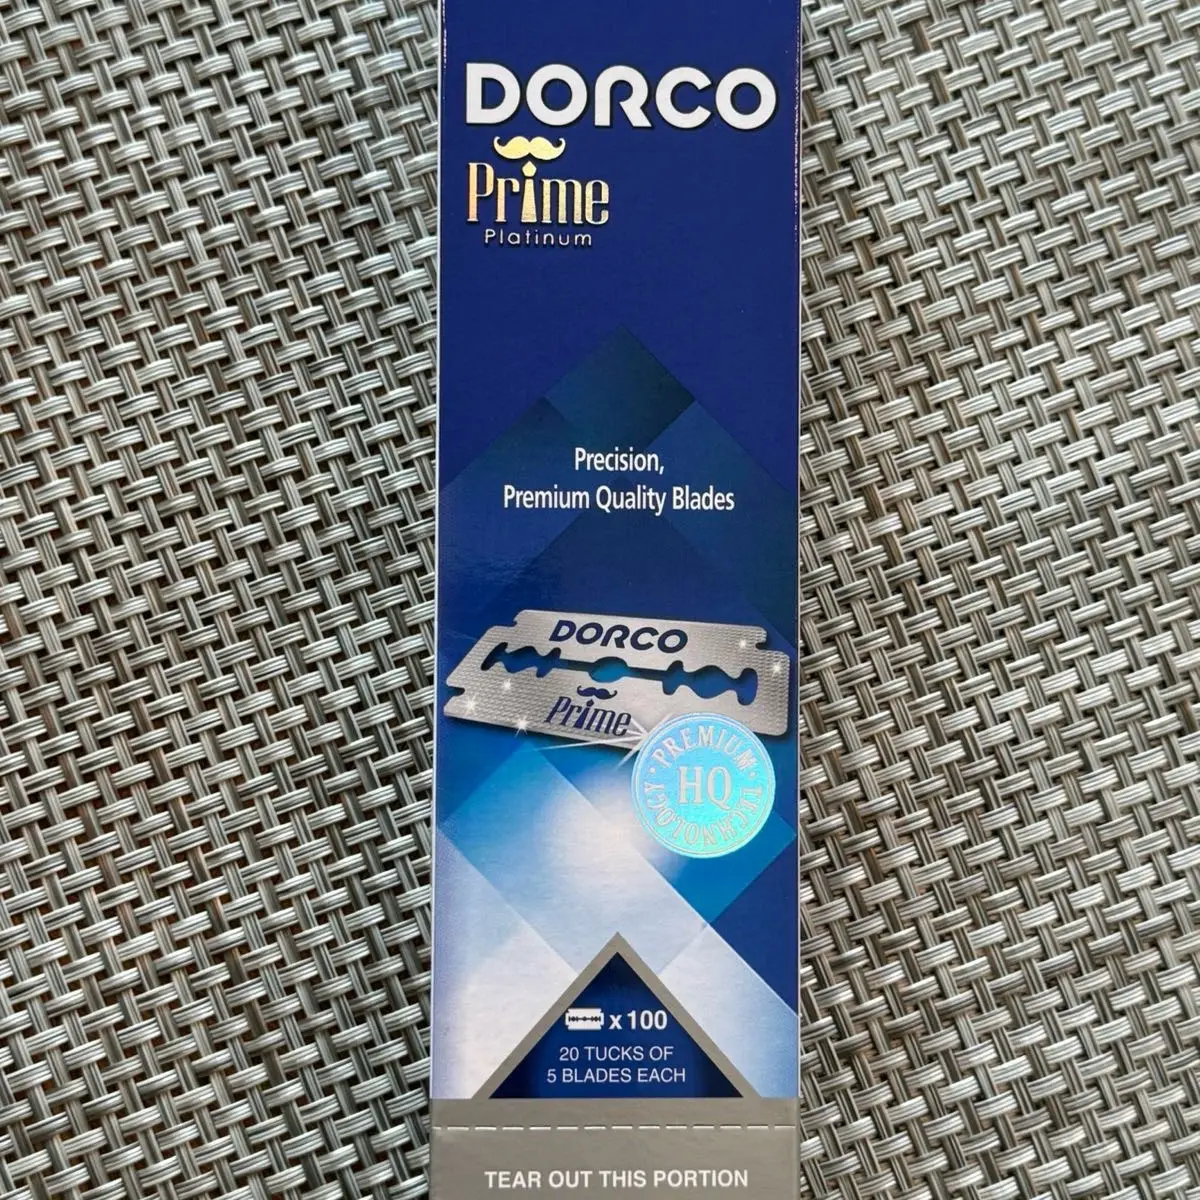 DORCO
Prime
Platinum
Precision,
Premium Quality Blades
DORCO
Prime
PREMIUM
HQ
TECHNOLOGY
x 100
20 TUCKS OF
5 BLADES EACH
TEAR OUT THIS PORTION